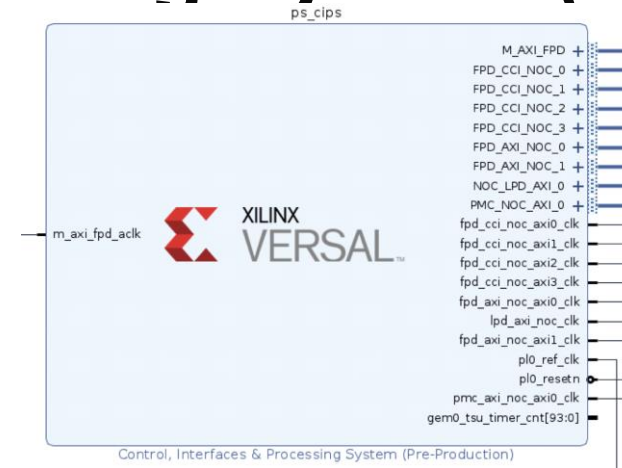 ps_cips
M_AXI_FPD
FPD_CCI_NOC_0
FPD_CCI_NOC_1
FPD_CCI_NOC_2
FPD_CCI_NOC_3
FPD_AXI_NOC_0
FPD_AXI_NOC_1
NOC_LPD_AXI_0
PMC_NOC_AXI_0
fpd_cci_noc_axi0_clk
m_axi_fpd_aclk
XILINX
VERSAL™
fpd_cci_noc_axi1_clk
fpd_cci_noc_axi2_clk
fpd_cci_noc_axi3_clk
fpd_axi_noc_axi0_clk
lpd_axi_noc_clk
fpd_axi_noc_axi1_clk
pl0_ref_clk
pl0_resetn
pmc_axi_noc_axi0_clk
gem0_tsu_timer_cnt[93:0]
Control, Interfaces & Processing System (Pre-Production)